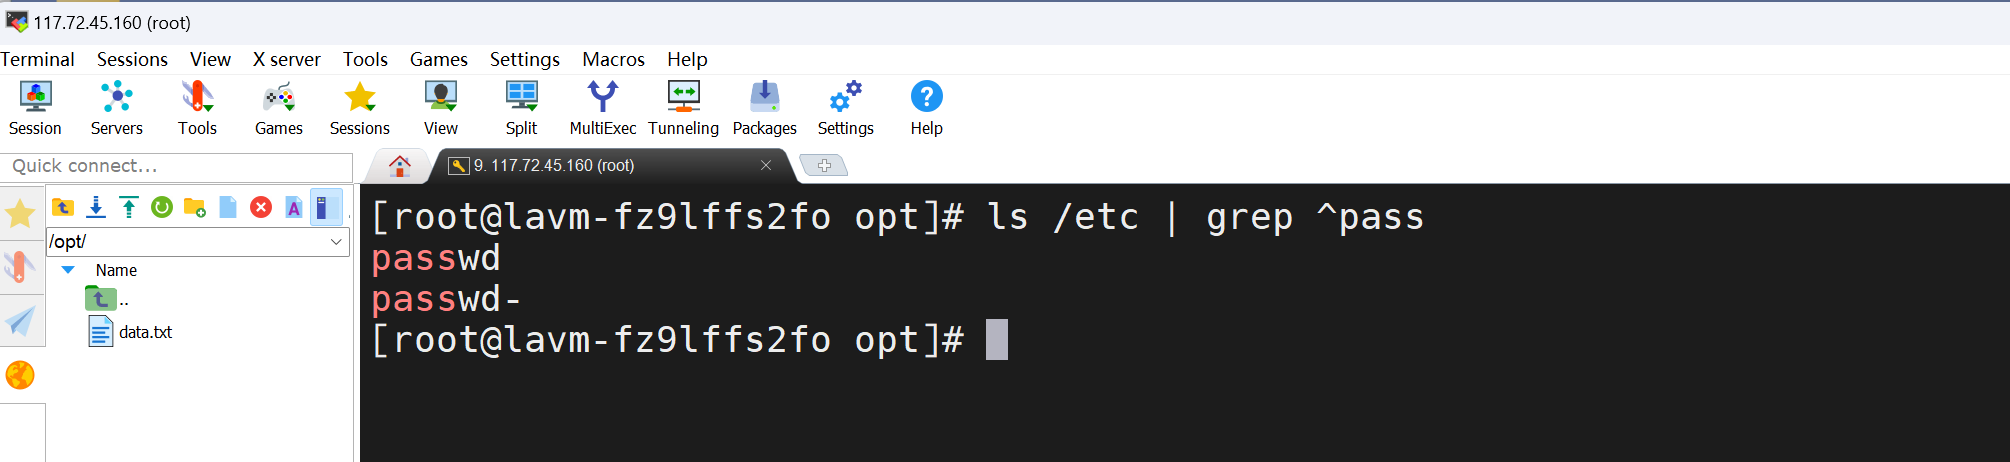 117.72.45.160 (root)
Terminal Sessions View X server Tools Games Settings Macros Help
Session Servers Tools Games Sessions View Split MultiExec Tunneling Packages Settings Help
Quick connect...
9. 117.72.45.160 (root)
/opt/
Name
..
data.txt
[root@lavm-fz9lffs2fo opt]# ls /etc | grep ^pass
passwd
passwd-
[root@lavm-fz9lffs2fo opt]#